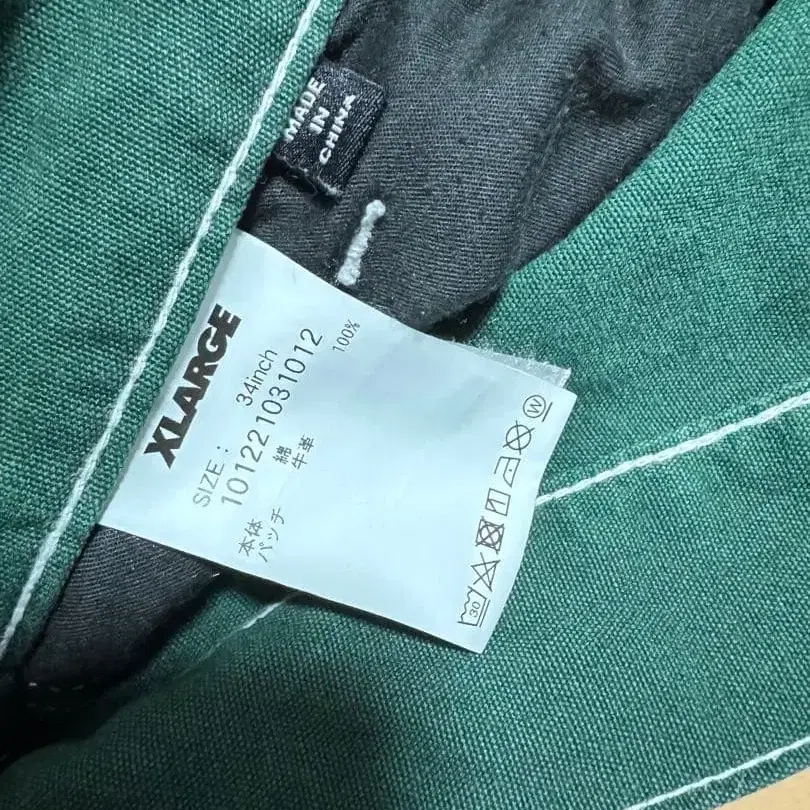 MADE
IN
CHINA
XLARGE
SIZE : 34inch
101221031012
本体 綿 100%
パッチ 牛革
30
W